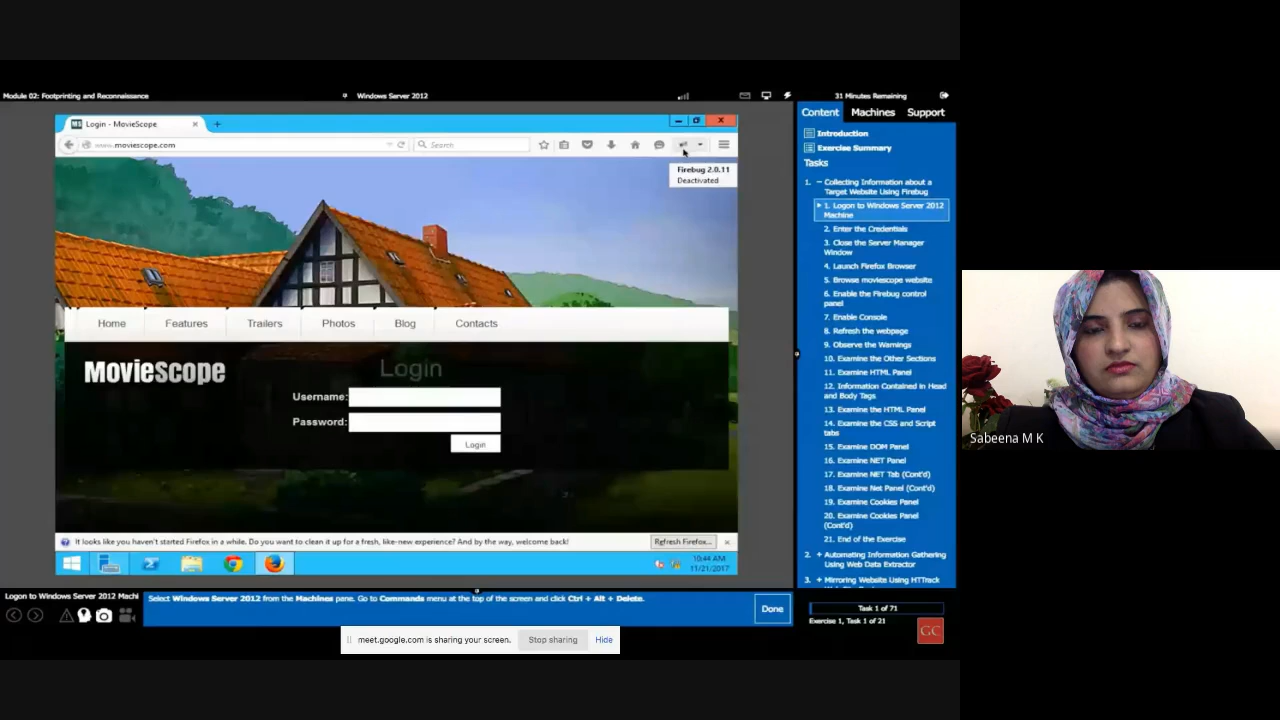 Module 02: Footprinting and Reconnaissance
Windows Server 2012
31 Minutes Remaining
Login - MovieScope
www.moviescope.com
Search
Firebug 2.0.11
Deactivated
Home
Features
Trailers
Photos
Blog
Contacts
MovieScope
Login
Username:
Password:
Login
It looks like you haven't started Firefox in a while. Do you want to clean it up for a fresh, like-new experience? And by the way, welcome back!
Refresh Firefox...
10:44 AM
11/21/2017
Content
Machines
Support
Introduction
Exercise Summary
Tasks
1. − Collecting Information about a
Target Website Using Firebug
1. Logon to Windows Server 2012
Machine
2. Enter the Credentials
3. Close the Server Manager
Window
4. Launch Firefox Browser
5. Browse moviescope website
6. Enable the Firebug control
panel
7. Enable Console
8. Refresh the webpage
9. Observe the Warnings
10. Examine the Other Sections
11. Examine HTML Panel
12. Information Contained in Head
and Body Tags
13. Examine the HTML Panel
14. Examine the CSS and Script
tabs
15. Examine DOM Panel
16. Examine NET Panel
17. Examine NET Tab (Cont'd)
18. Examine Net Panel (Cont'd)
19. Examine Cookies Panel
20. Examine Cookies Panel
(Cont'd)
21. End of the Exercise
2. + Automating Information Gathering
Using Web Data Extractor
3. + Mirroring Website Using HTTrack
Logon to Windows Server 2012 Machi
Select Windows Server 2012 from the Machines pane. Go to Commands menu at the top of the screen and click Ctrl + Alt + Delete.
Done
Task 1 of 71
Exercise 1, Task 1 of 21
GC
meet.google.com is sharing your screen.
Stop sharing
Hide
Sabeena M K